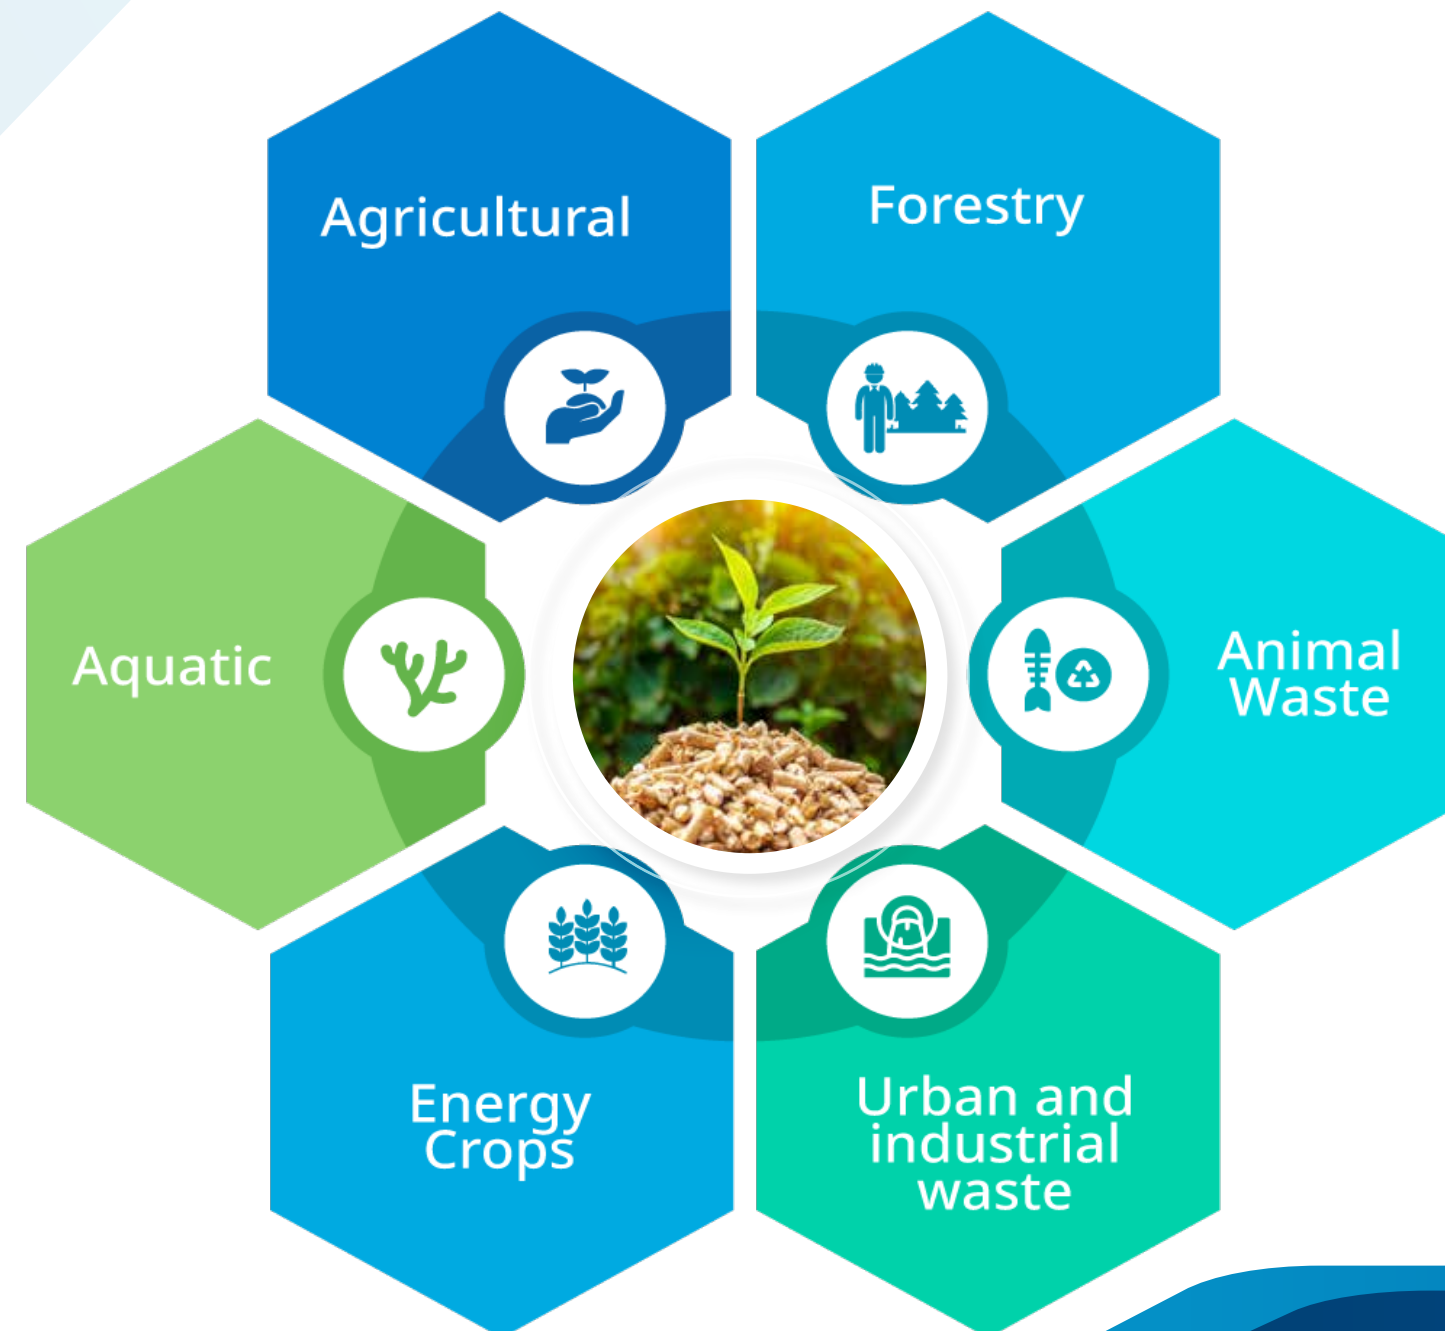 Agricultural
Forestry
Aquatic
Animal
Waste
Energy
Crops
Urban and
industrial
waste